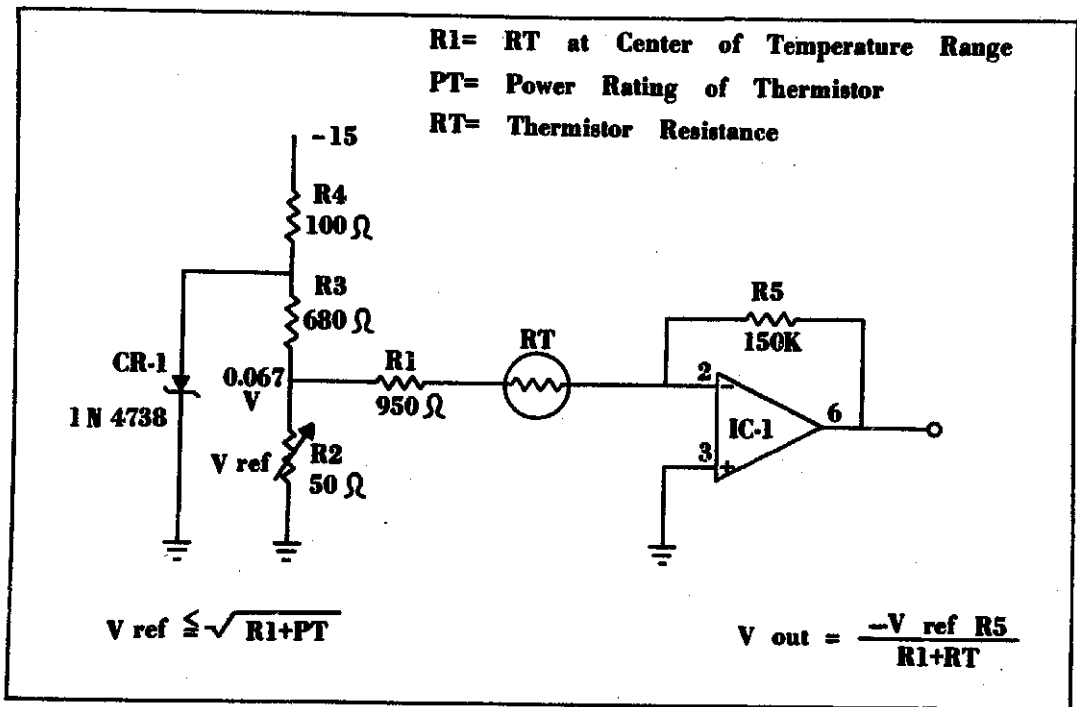 R1= RT at Center of Temperature Range
PT= Power Rating of Thermistor
RT= Thermistor Resistance
-15
R4
100 Ω
R3
680 Ω
CR-1
1 N 4738
0.067
V
R1
950 Ω
RT
R5
150K
2
-
3
+
IC-1
6
V ref
R2
50 Ω
V ref ≦ √R1+PT
V out = —V ref R5
R1+RT